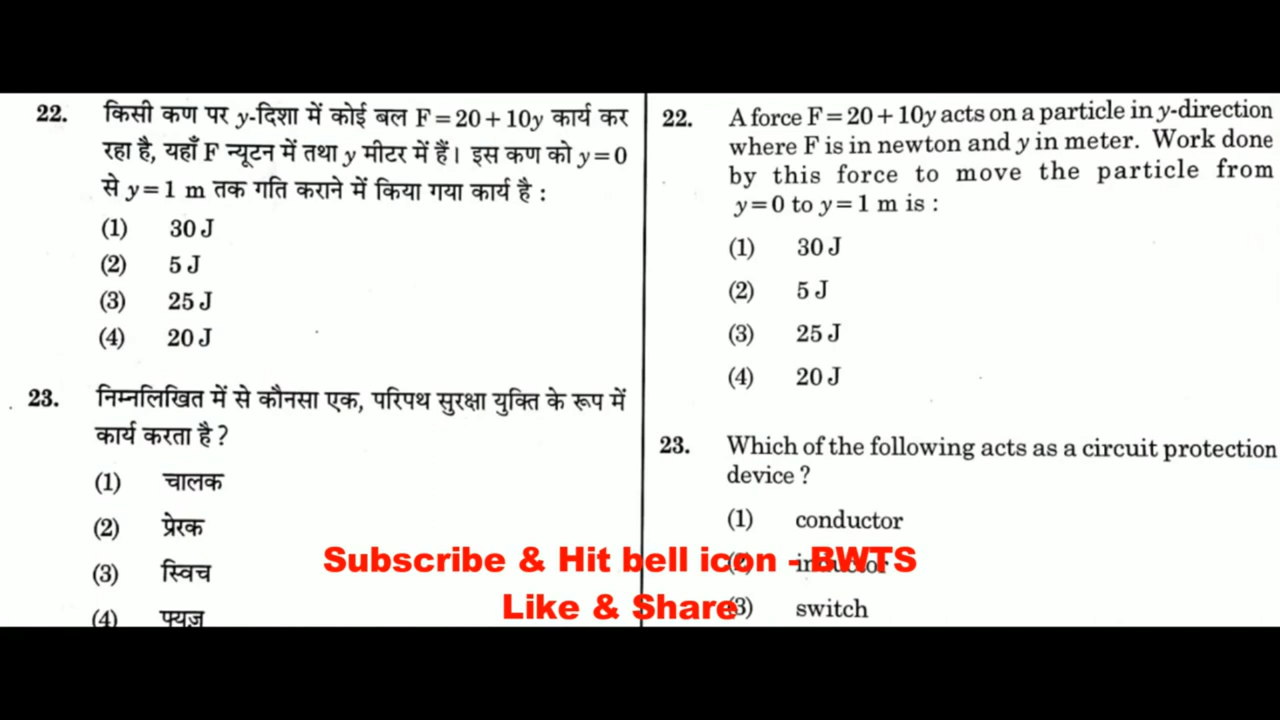 22. किसी कण पर y-दिशा में कोई बल F=20+10y कार्य कर
रहा है, यहाँ F न्यूटन में तथा y मीटर में हैं। इस कण को y=0
से y=1 m तक गति कराने में किया गया कार्य है :
(1) 30 J
(2) 5 J
(3) 25 J
(4) 20 J
23. निम्नलिखित में से कौनसा एक, परिपथ सुरक्षा युक्ति के रूप में
कार्य करता है ?
(1) चालक
(2) प्रेरक
(3) स्विच
(4) फ्यूज़
22. A force F=20+10y acts on a particle in y-direction
where F is in newton and y in meter. Work done
by this force to move the particle from
y=0 to y=1 m is :
(1) 30 J
(2) 5 J
(3) 25 J
(4) 20 J
23. Which of the following acts as a circuit protection
device ?
(1) conductor
(2) inductor
(3) switch
Subscribe & Hit bell icon - BWTS
Like & Share